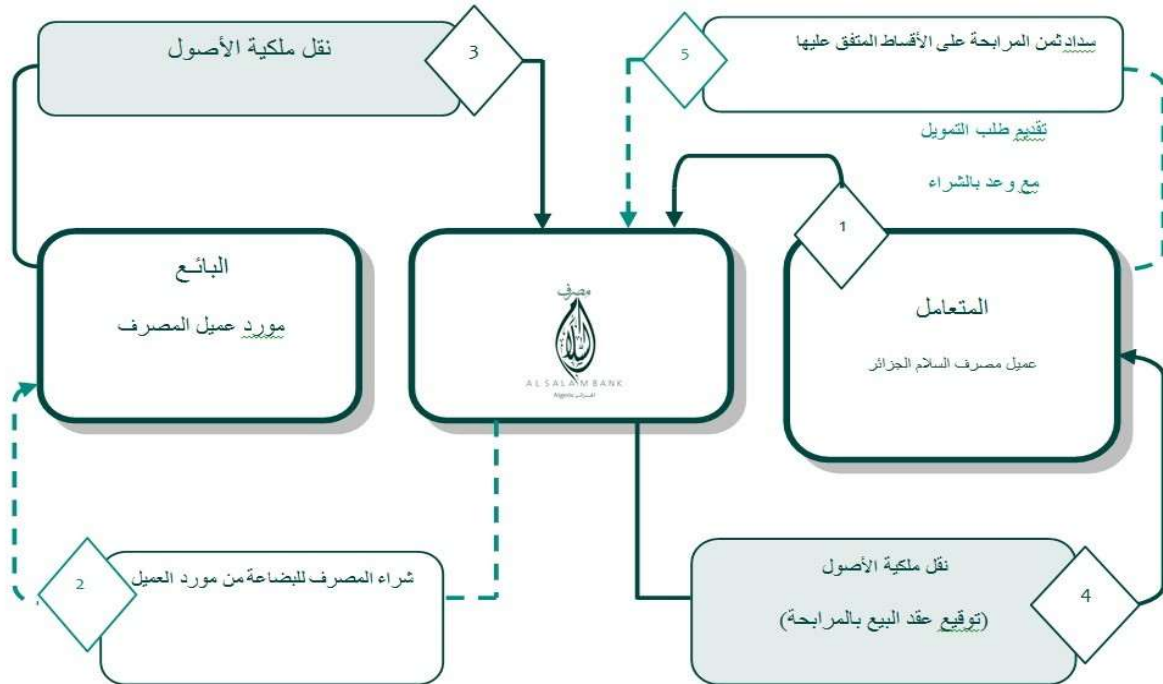 نقل ملكية الأصول
3
5
سداد ثمن المرابحة على الأقساط المتفق عليها
تقديم طلب التمويل
مع وعد بالشراء
1
البائـع
مورد عميل المصرف
مصرف
السلام
AL SALAM BANK
Algeria الجزائر
المتعامل
عميل مصرف السلام الجزائر
2
شراء المصرف للبضاعة من مورد العميل
نقل ملكية الأصول
(توقيع عقد البيع بالمرابحة)
4